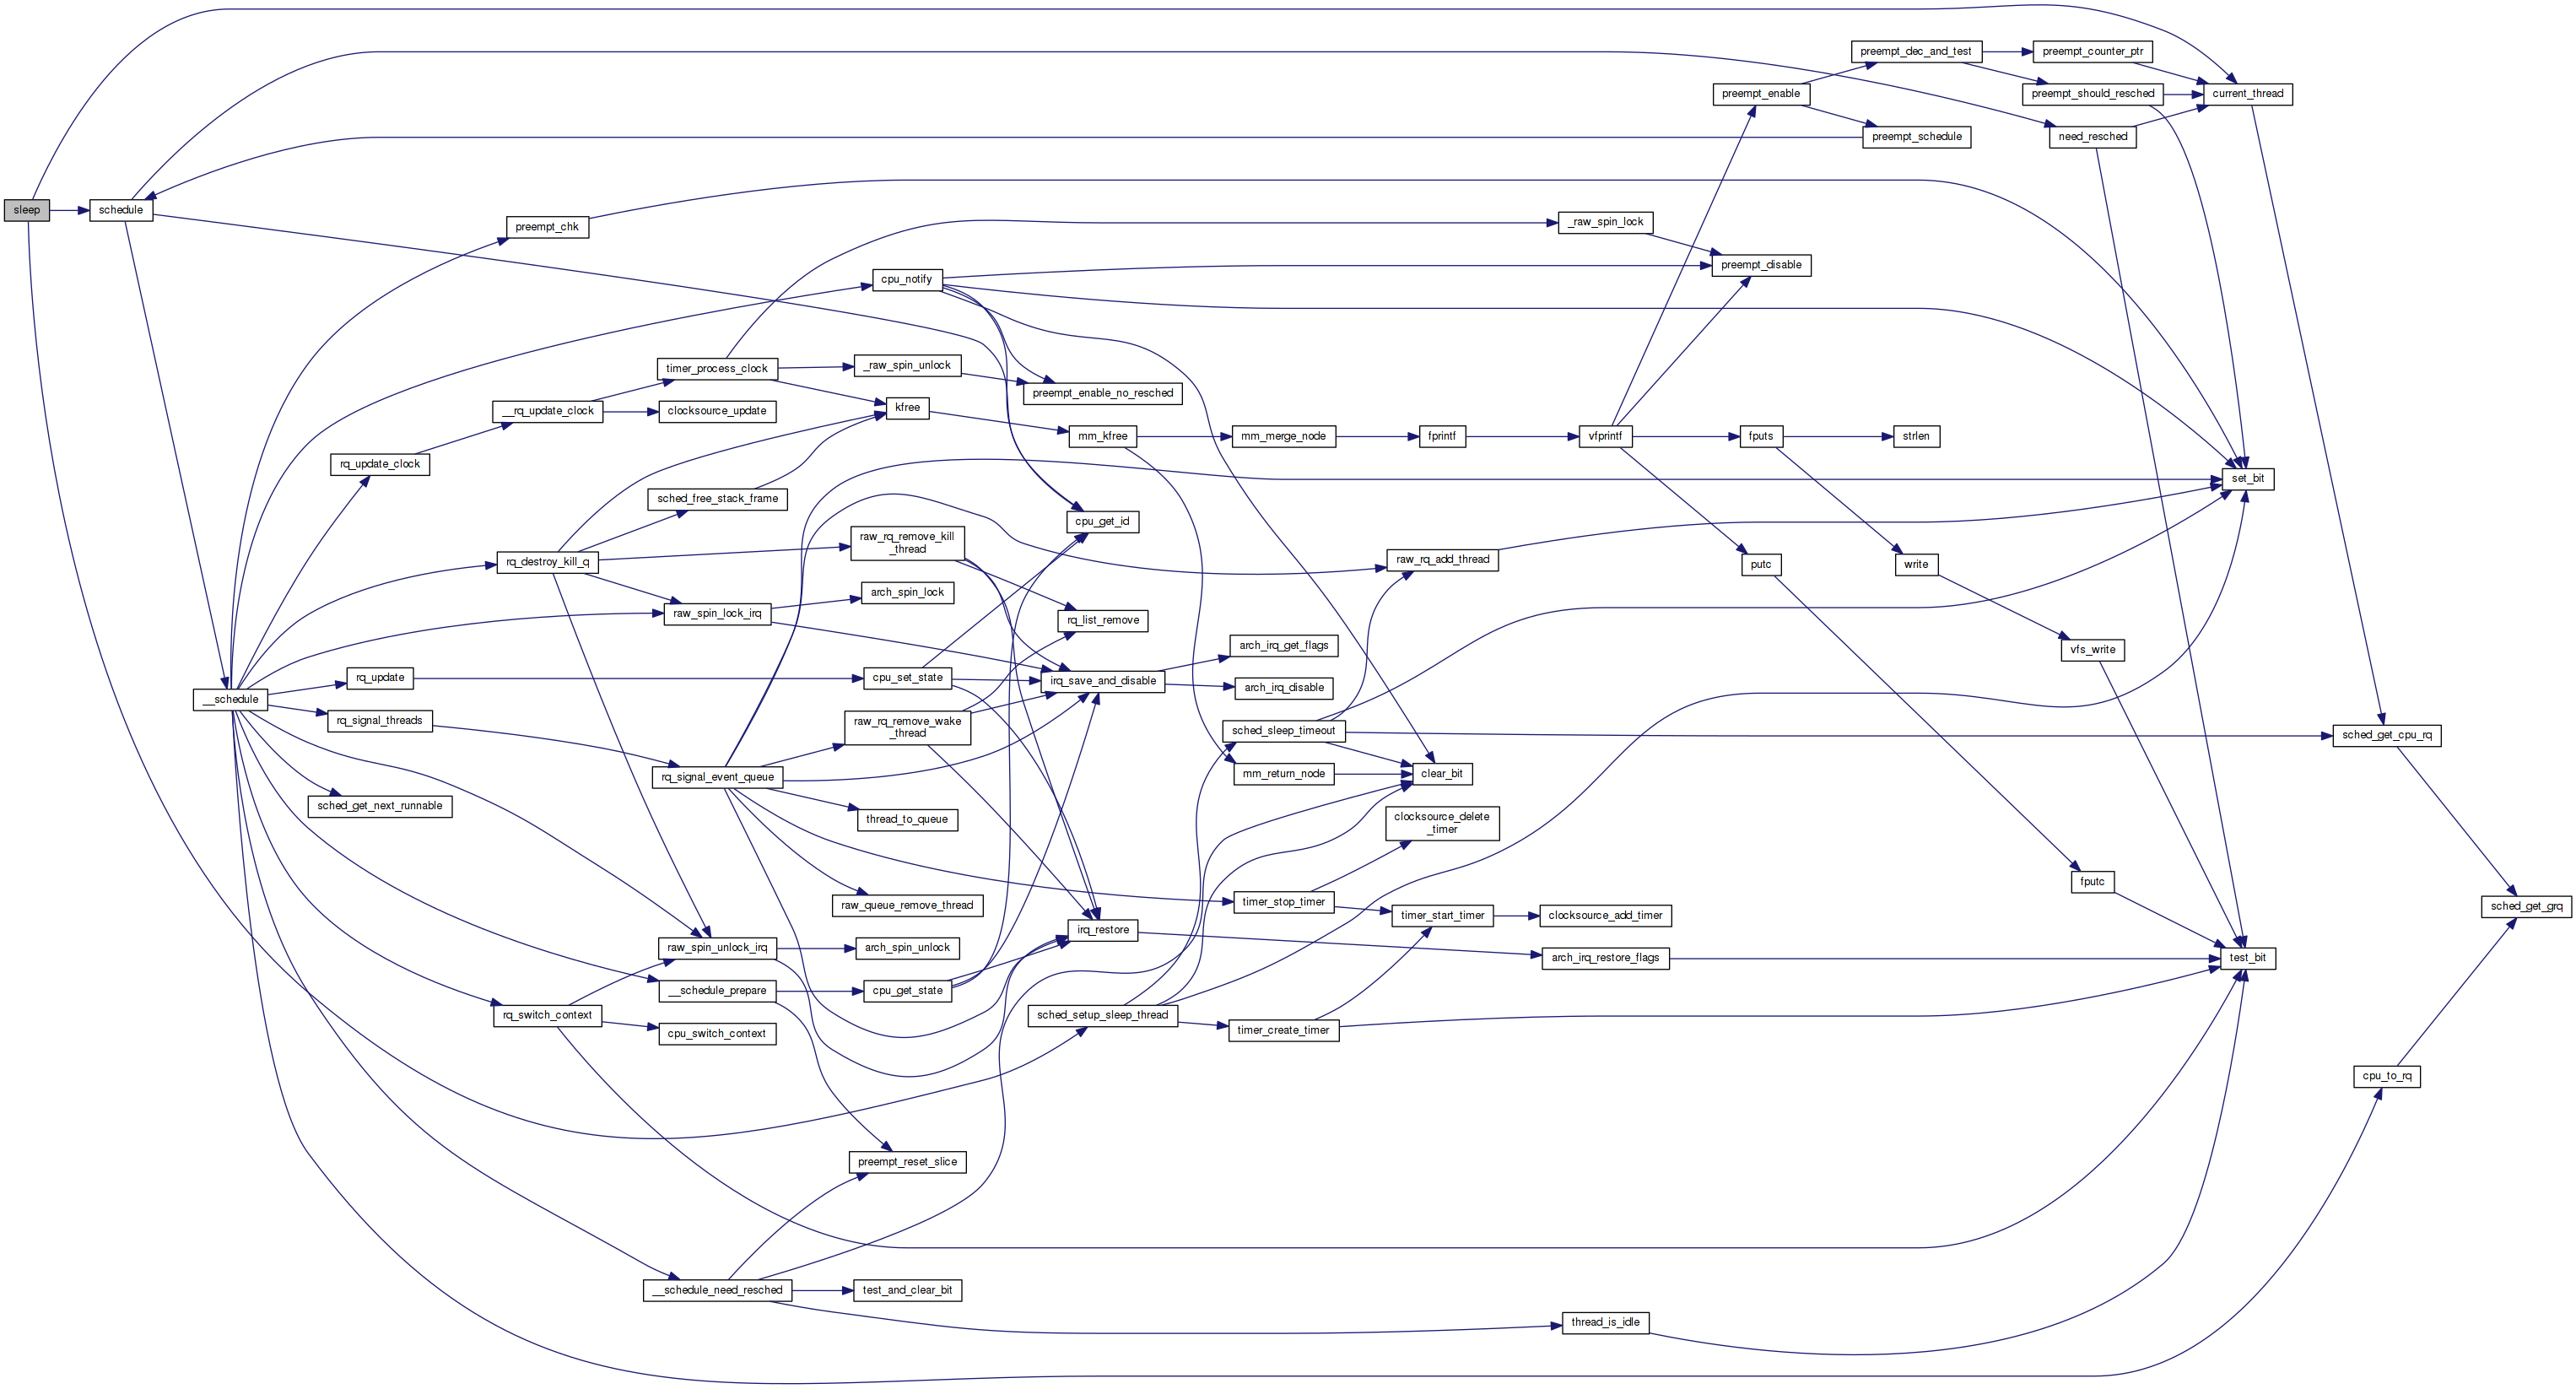 sleep
schedule
__schedule
preempt_chk
rq_update_clock
rq_update
rq_signal_threads
sched_get_next_runnable
__rq_update_clock
rq_destroy_kill_q
rq_switch_context
timer_process_clock
clocksource_update
sched_free_stack_frame
raw_spin_lock_irq
rq_signal_event_queue
raw_spin_unlock_irq
__schedule_prepare
cpu_switch_context
__schedule_need_resched
cpu_notify
_raw_spin_unlock
kfree
raw_rq_remove_kill
_thread
arch_spin_lock
cpu_set_state
raw_rq_remove_wake
_thread
thread_to_queue
raw_queue_remove_thread
arch_spin_unlock
cpu_get_state
preempt_reset_slice
test_and_clear_bit
preempt_enable_no_resched
mm_kfree
cpu_get_id
rq_list_remove
irq_save_and_disable
irq_restore
sched_setup_sleep_thread
mm_merge_node
arch_irq_get_flags
arch_irq_disable
sched_sleep_timeout
mm_return_node
timer_stop_timer
timer_create_timer
fprintf
raw_rq_add_thread
clear_bit
clocksource_delete
_timer
timer_start_timer
_raw_spin_lock
vfprintf
clocksource_add_timer
arch_irq_restore_flags
thread_is_idle
preempt_enable
preempt_disable
fputs
putc
preempt_dec_and_test
preempt_schedule
strlen
write
preempt_counter_ptr
preempt_should_resched
need_resched
vfs_write
fputc
current_thread
set_bit
test_bit
sched_get_cpu_rq
cpu_to_rq
sched_get_grq